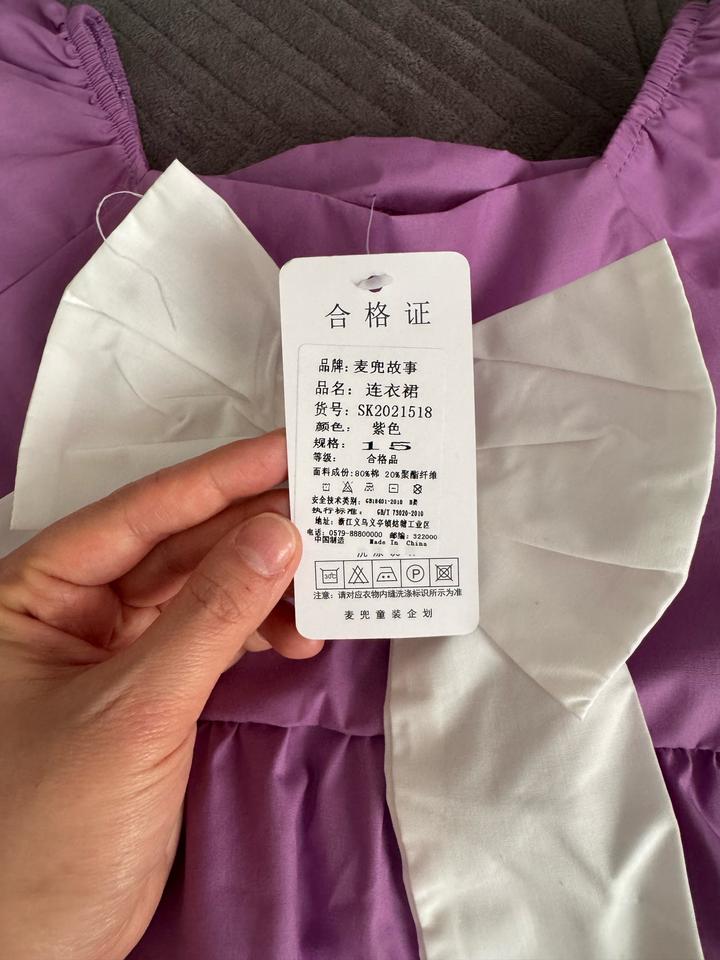 合格证
品牌: 麦兜故事
品名: 连衣裙
货号: SK2021518
颜色: 紫色
规格: 15
等级: 合格品
面料成份:80%棉 20%聚酯纤维
安全技术类别: GB18401-2010 B类
执行标准: GB/T 73020-2010
地址: 浙江义乌义亭镇姑塘工业区
电话: 0579-88800000 邮编: 322000
中国制造 Made In China
30℃ P
注意: 请对应衣物内缝洗涤标识所示为准
麦兜童装企划